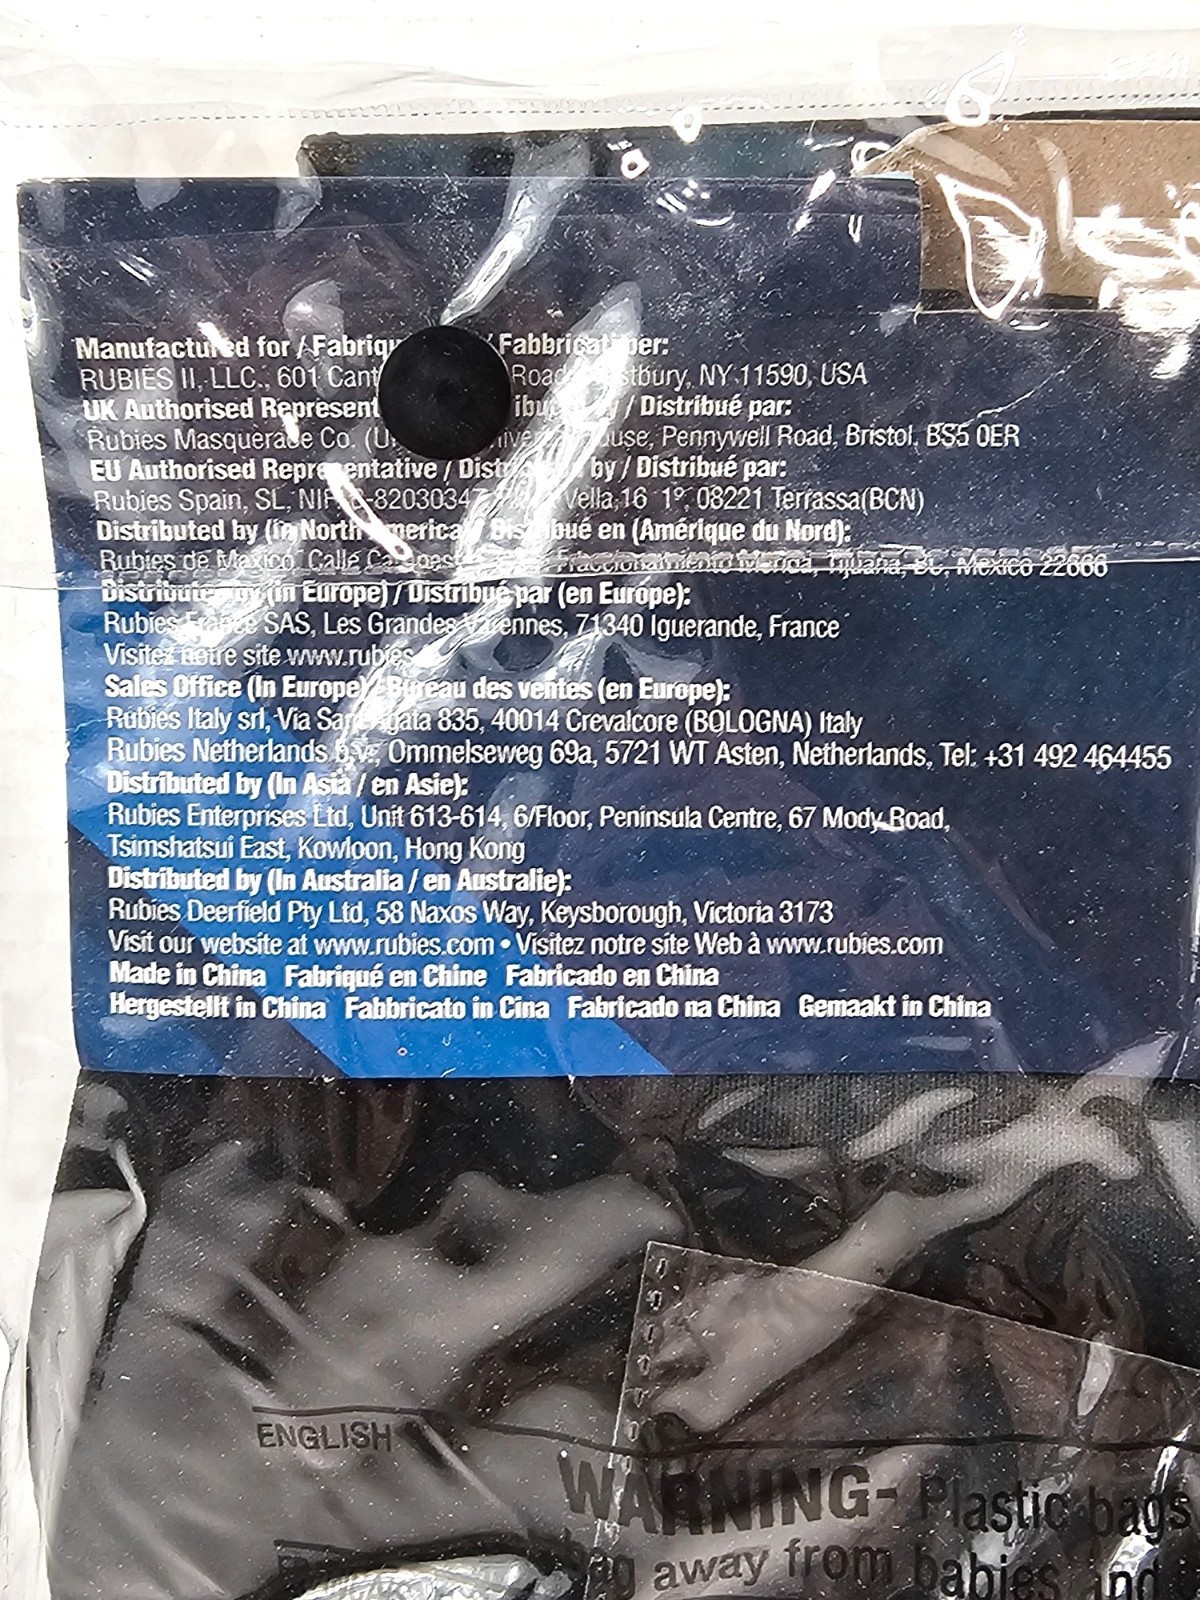 Manufactured for / Fabriqu / Fabbricati per:
RUBIES II, LLC., 601 Cant Road, stbury, NY 11590, USA
UK Authorised Represent ibu / Distribué par:
Rubies Masquerade Co. (U niver use, Pennywell Road, Bristol, BS5 0ER
EU Authorised Representative / Dist by / Distribué par:
Rubies Spain, SL, NIF -8203034 Vella,16 1º, 08221 Terrassa(BCN)
Distributed by (in North America) / Distribué en (Amérique du Nord):
Rubies de Mexico, Calle Fraccionamiento Tijuana, BC, Mexico 22666
Distributed by (in Europe) / Distribué par (en Europe):
Rubies France SAS, Les Grandes Varennes, 71340 Iguerande, France
Visitez notre site www.rubies
Sales Office (In Europe) / Bureau des ventes (en Europe):
Rubies Italy srl, Via Sant'Agata 835, 40014 Crevalcore (BOLOGNA) Italy
Rubies Netherlands b.v., Ommelseweg 69a, 5721 WT Asten, Netherlands, Tel: +31 492 464455
Distributed by (In Asia / en Asie):
Rubies Enterprises Ltd, Unit 613-614, 6/Floor, Peninsula Centre, 67 Mody Road,
Tsimshatsui East, Kowloon, Hong Kong
Distributed by (In Australia / en Australie):
Rubies Deerfield Pty Ltd, 58 Naxos Way, Keysborough, Victoria 3173
Visit our website at www.rubies.com • Visitez notre site Web à www.rubies.com
Made in China Fabriqué en Chine Fabricado en China
Hergestellt in China Fabbricato in Cina Fabricado na China Gemaakt in China
ENGLISH
WARNING- Plastic bags
away from babies and